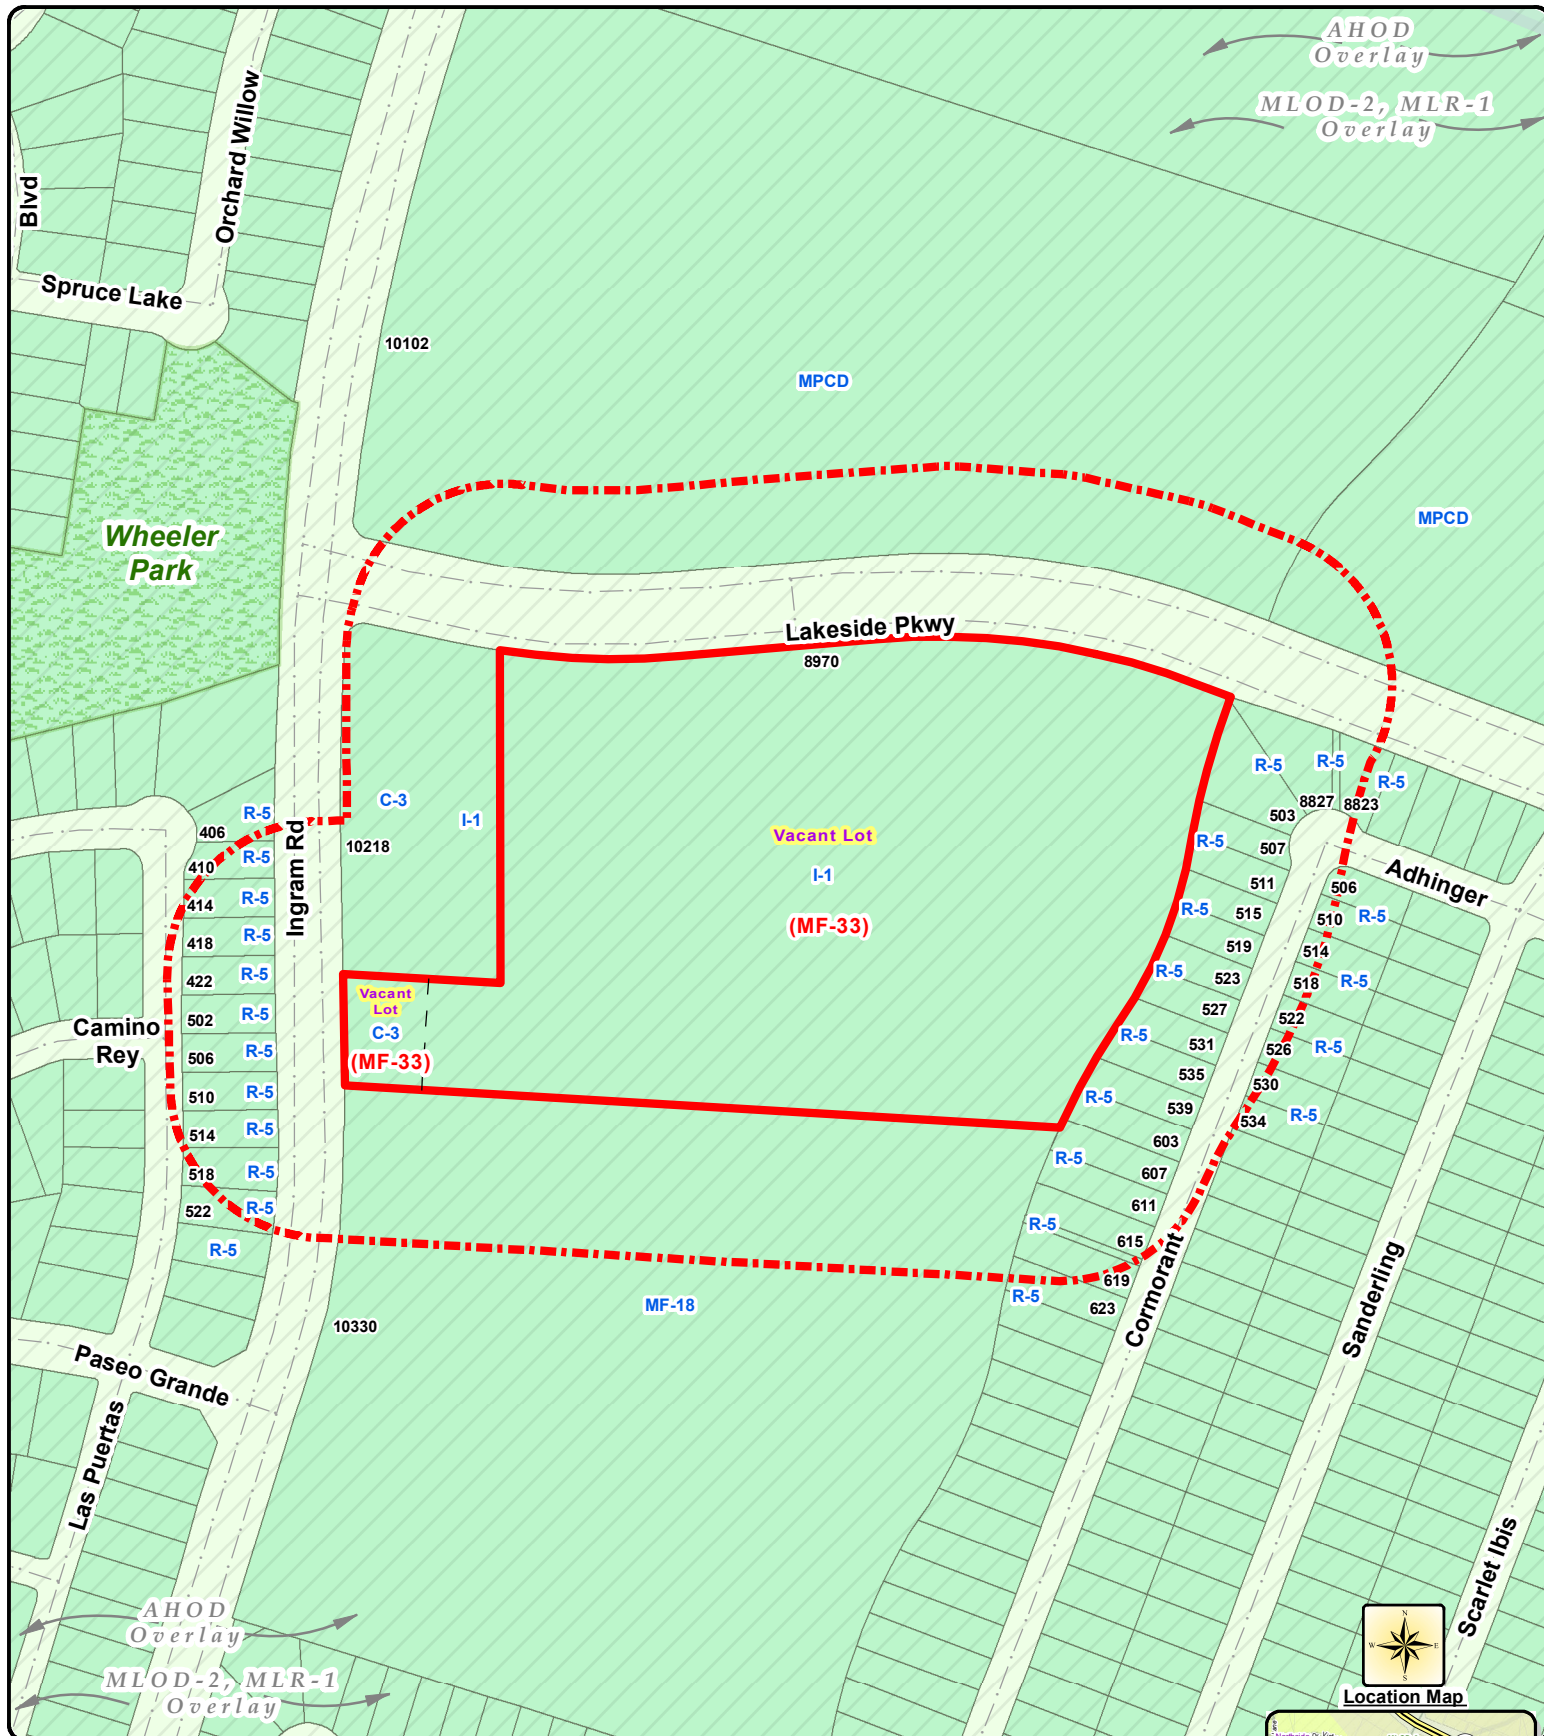 AHOD
Overlay
MLOD-2, MLR-1
Overlay
Blvd
Orchard Willow
Spruce Lake
10102
MPCD
MPCD
Wheeler
Park
Lakeside Pkwy
8970
R-5
R-5
R-5
C-3
I-1
8827
8823
503
R-5
406
Ingram Rd
10218
Vacant Lot
I-1
(MF-33)
R-5
507
Adhinger
R-5
410
511
506
R-5
414
R-5
515
510
R-5
R-5
418
519
514
R-5
422
R-5
523
518
R-5
Vacant
Lot
C-3
(MF-33)
R-5
502
527
522
Camino
Rey
R-5
506
R-5
531
526
R-5
R-5
510
R-5
535
530
R-5
514
539
534
R-5
603
R-5
518
R-5
607
R-5
522
611
R-5
R-5
615
619
R-5
623
MF-18
10330
Cormorant
Sanderling
Paseo Grande
Las Puertas
Scarlet Ibis
AHOD
Overlay
MLOD-2, MLR-1
Overlay
N
W
E
S
Location Map